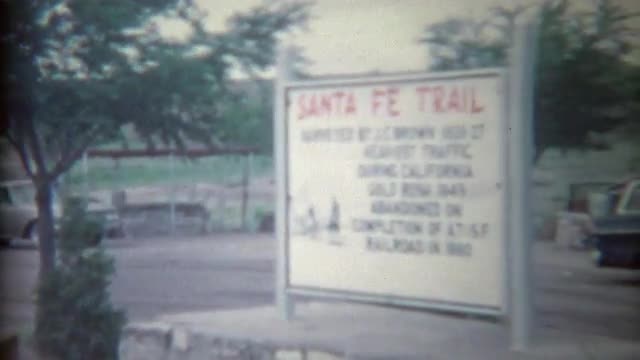 SANTA FE TRAIL
SURVEYED BY J.C. BROWN 1825-27
HEAVIEST TRAFFIC
DURING CALIFORNIA
GOLD RUSH 1849
ABANDONED ON
COMPLETION OF A.T.&S.F.
RAILROAD IN 1880